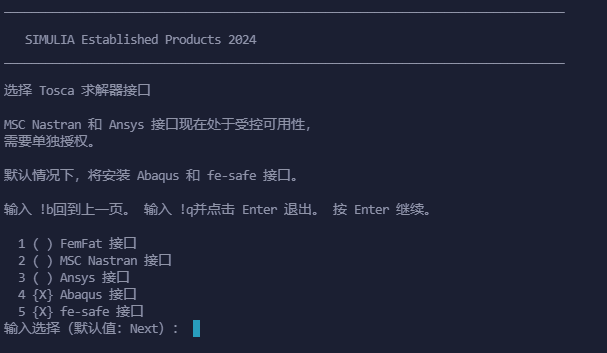 SIMULIA Established Products 2024
选择 Tosca 求解器接口
MSC Nastran 和 Ansys 接口现在处于受控可用性,
需要单独授权。
默认情况下, 将安装 Abaqus 和 fe-safe 接口。
输入 !b回到上一页。 输入 !q并点击 Enter 退出。 按 Enter 继续。
1 ( ) FemFat 接口
2 ( ) MSC Nastran 接口
3 ( ) Ansys 接口
4 {X} Abaqus 接口
5 {X} fe-safe 接口
输入选择 (默认值: Next) :